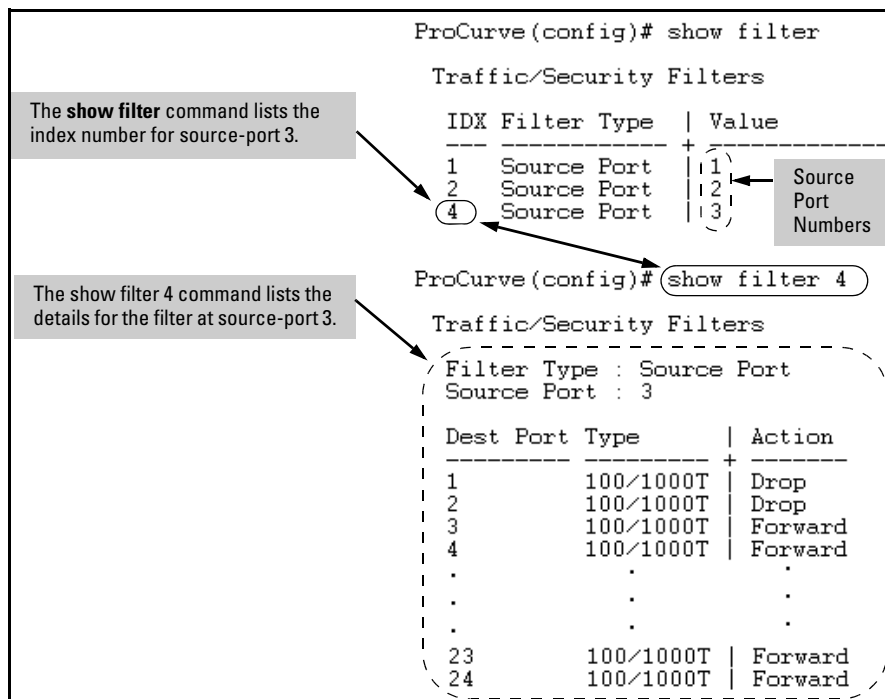 ProCurve(config)# show filter
Traffic/Security Filters
The show filter command lists the
index number for source-port 3.
IDX Filter Type | Value
--- ------------ + -------------
1 Source Port | 1
2 Source Port | 2
4 Source Port | 3
Source
Port
Numbers
ProCurve(config)# show filter 4
The show filter 4 command lists the
details for the filter at source-port 3.
Traffic/Security Filters
Filter Type : Source Port
Source Port : 3
Dest Port Type | Action
--------- --------- + -------
1 100/1000T | Drop
2 100/1000T | Drop
3 100/1000T | Forward
4 100/1000T | Forward
. . .
. . .
. . .
23 100/1000T | Forward
24 100/1000T | Forward